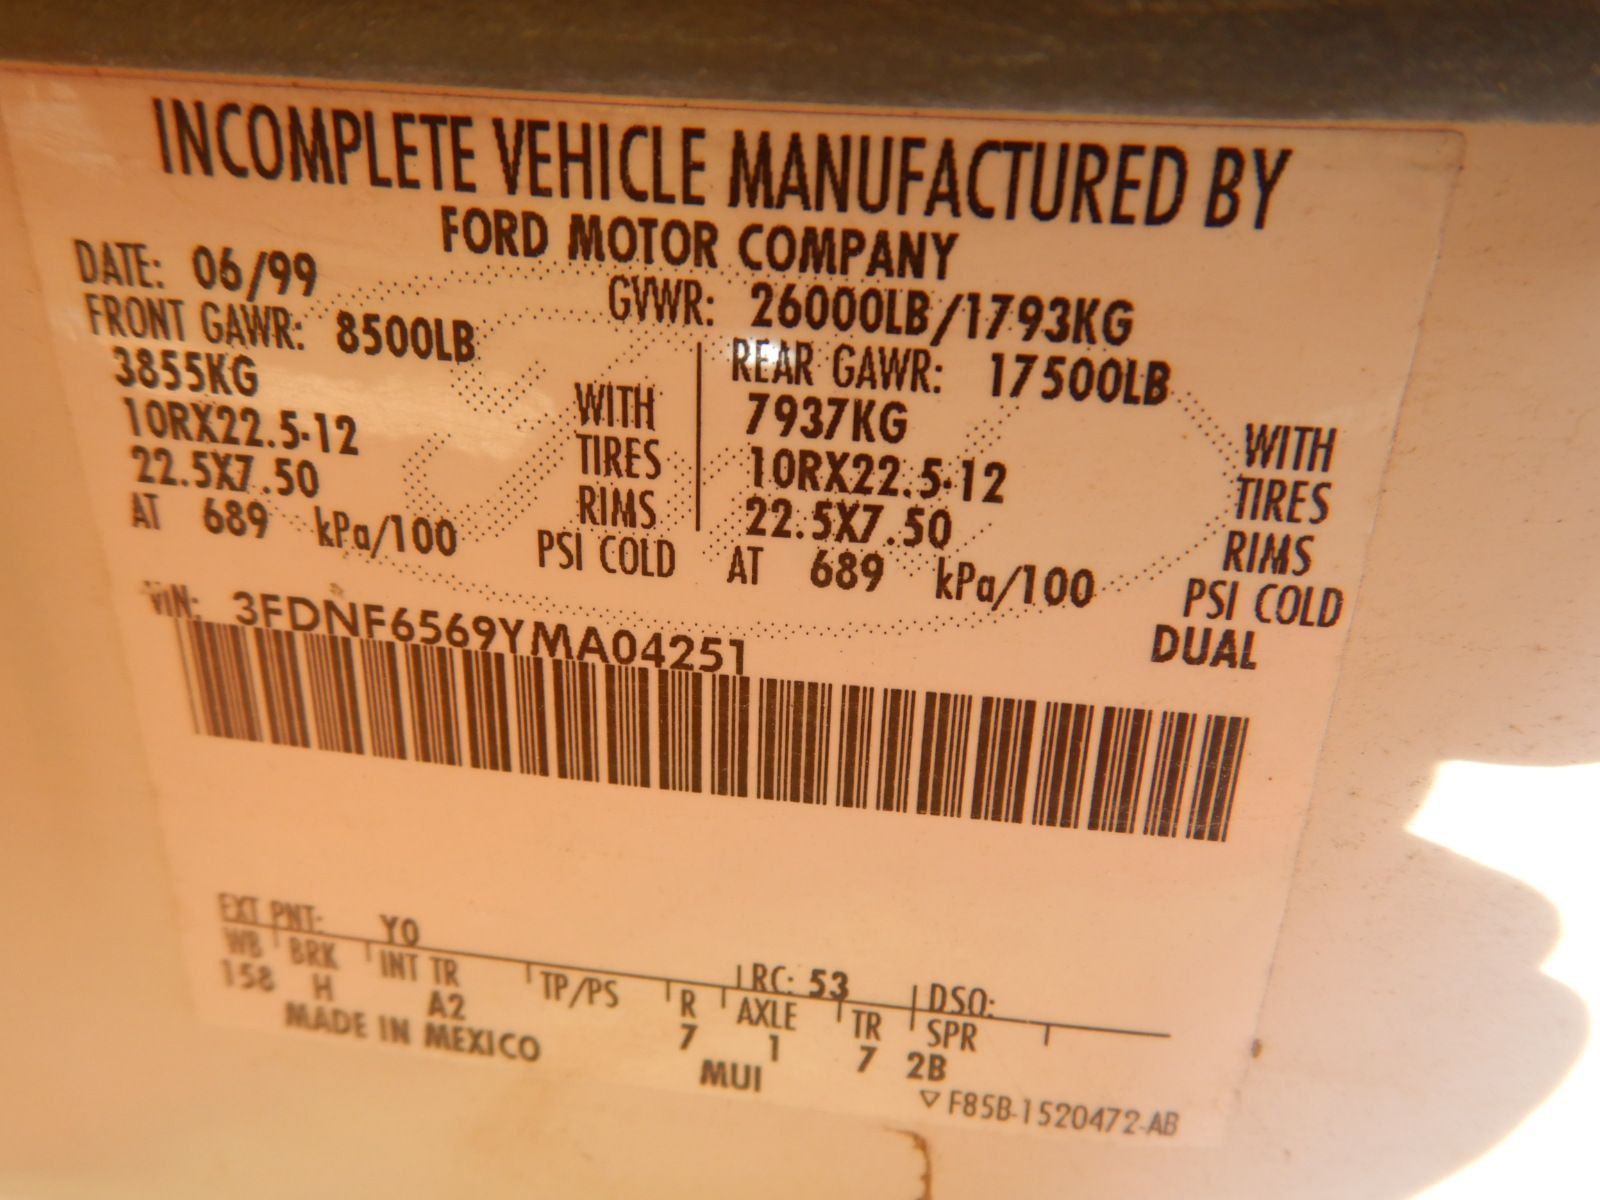 INCOMPLETE VEHICLE MANUFACTURED BY
FORD MOTOR COMPANY
DATE: 06/99
GVWR: 26000LB/1793KG
FRONT GAWR: 8500LB
3855KG WITH
10RX22.5-12 TIRES
22.5X7.50 RIMS
AT 689 kPa/100 PSI COLD
REAR GAWR: 17500LB
7937KG WITH
10RX22.5-12 TIRES
22.5X7.50 RIMS
AT 689 kPa/100 PSI COLD
DUAL
VIN: 3FDNF6569YMA04251
EXT PNT: Y0 RC: 53 DSO:
WB BRK INT TR TP/PS R AXLE TR SPR
158 H A2 7 1 7 2B
MADE IN MEXICO MUI
▽ F85B-1520472-AB